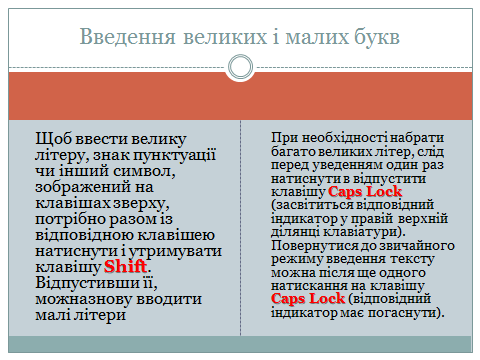 Введення великих і малих букв
Щоб ввести велику
літеру, знак пунктуації
чи інший символ,
зображений на
клавішах зверху,
потрібно разом із
відповідною клавішею
натиснути і утримувати
клавішу Shift.
Відпустивши її,
можназнову вводити
малі літери
При необхідності набрати
багато великих літер, слід
перед уведенням один раз
натиснути в відпустити
клавішу Caps Lock
(засвітиться відповідний
індикатор у правій верхній
ділянці клавіатури).
Повернутися до звичайного
режиму введення тексту
можна після ще одного
натискання на клавішу
Caps Lock (відповідний
індикатор має погаснути).